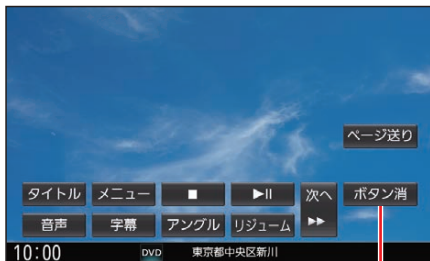 ページ送り
タイトル メニュー ■ ▶II 次へ ボタン消
音声 字幕 アングル リジューム ▶▶
10:00 DVD 東京都中央区新川